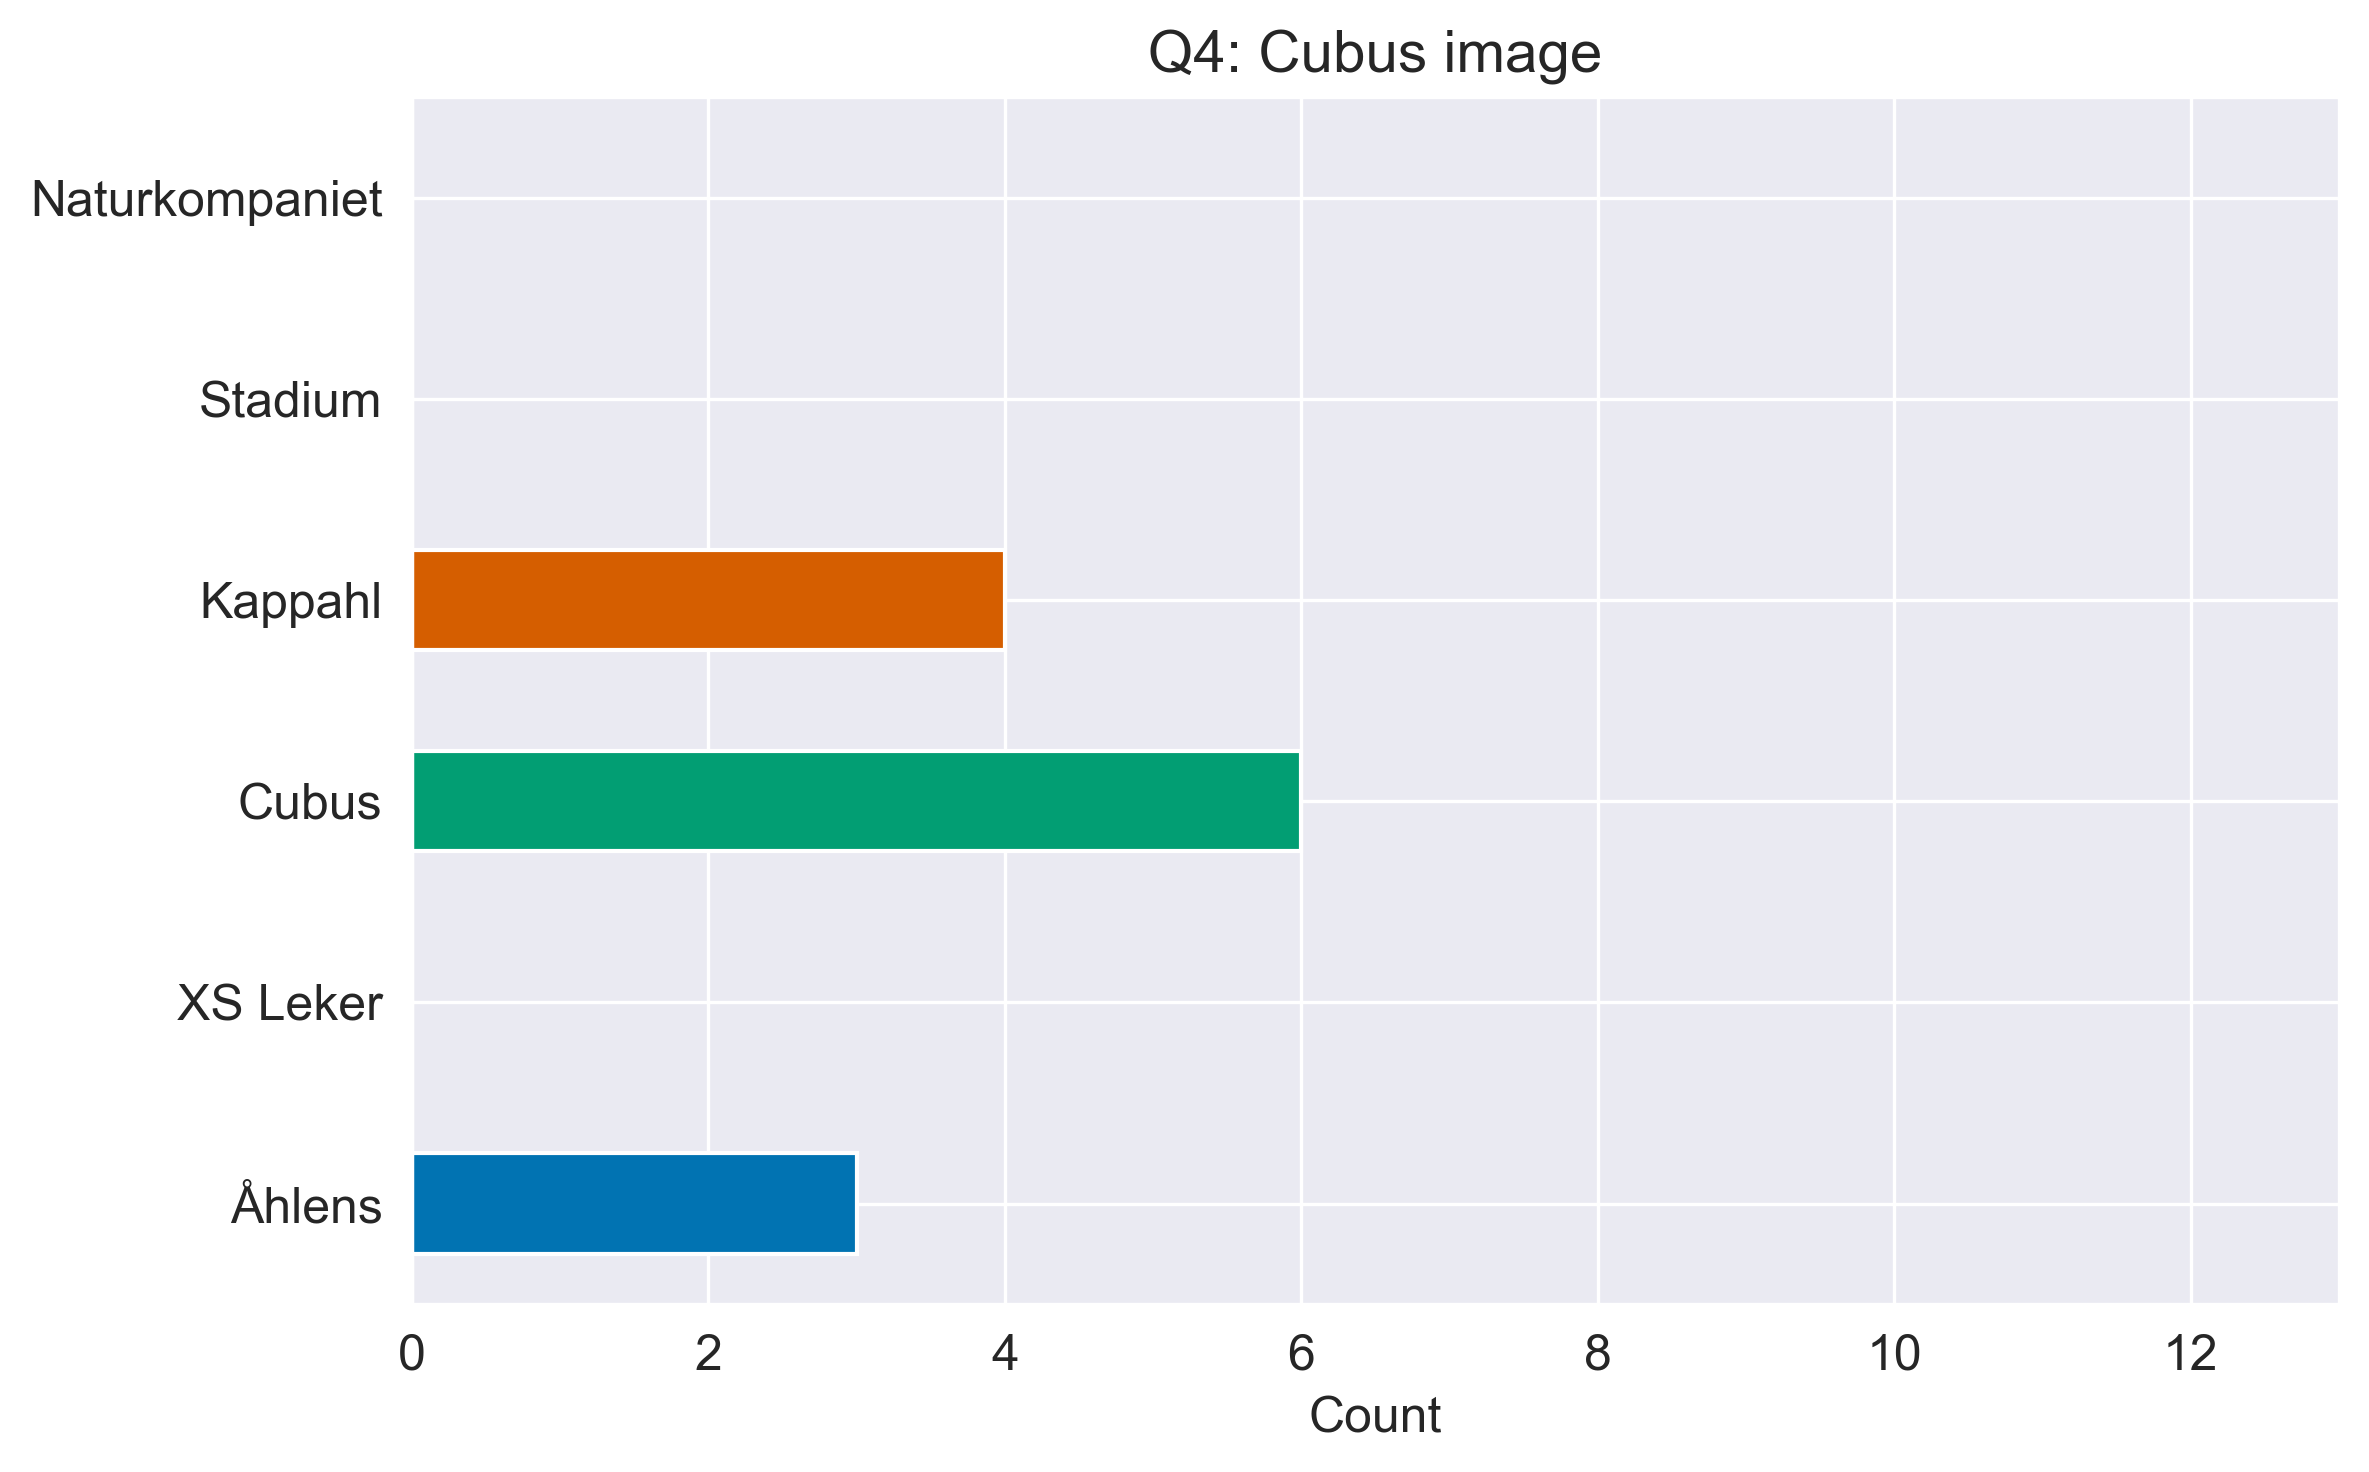 Q4: Cubus image
Naturkompaniet
Stadium
Kappahl
Cubus
XS Leker
Åhlens
0 2 4 6 8 10 12
Count